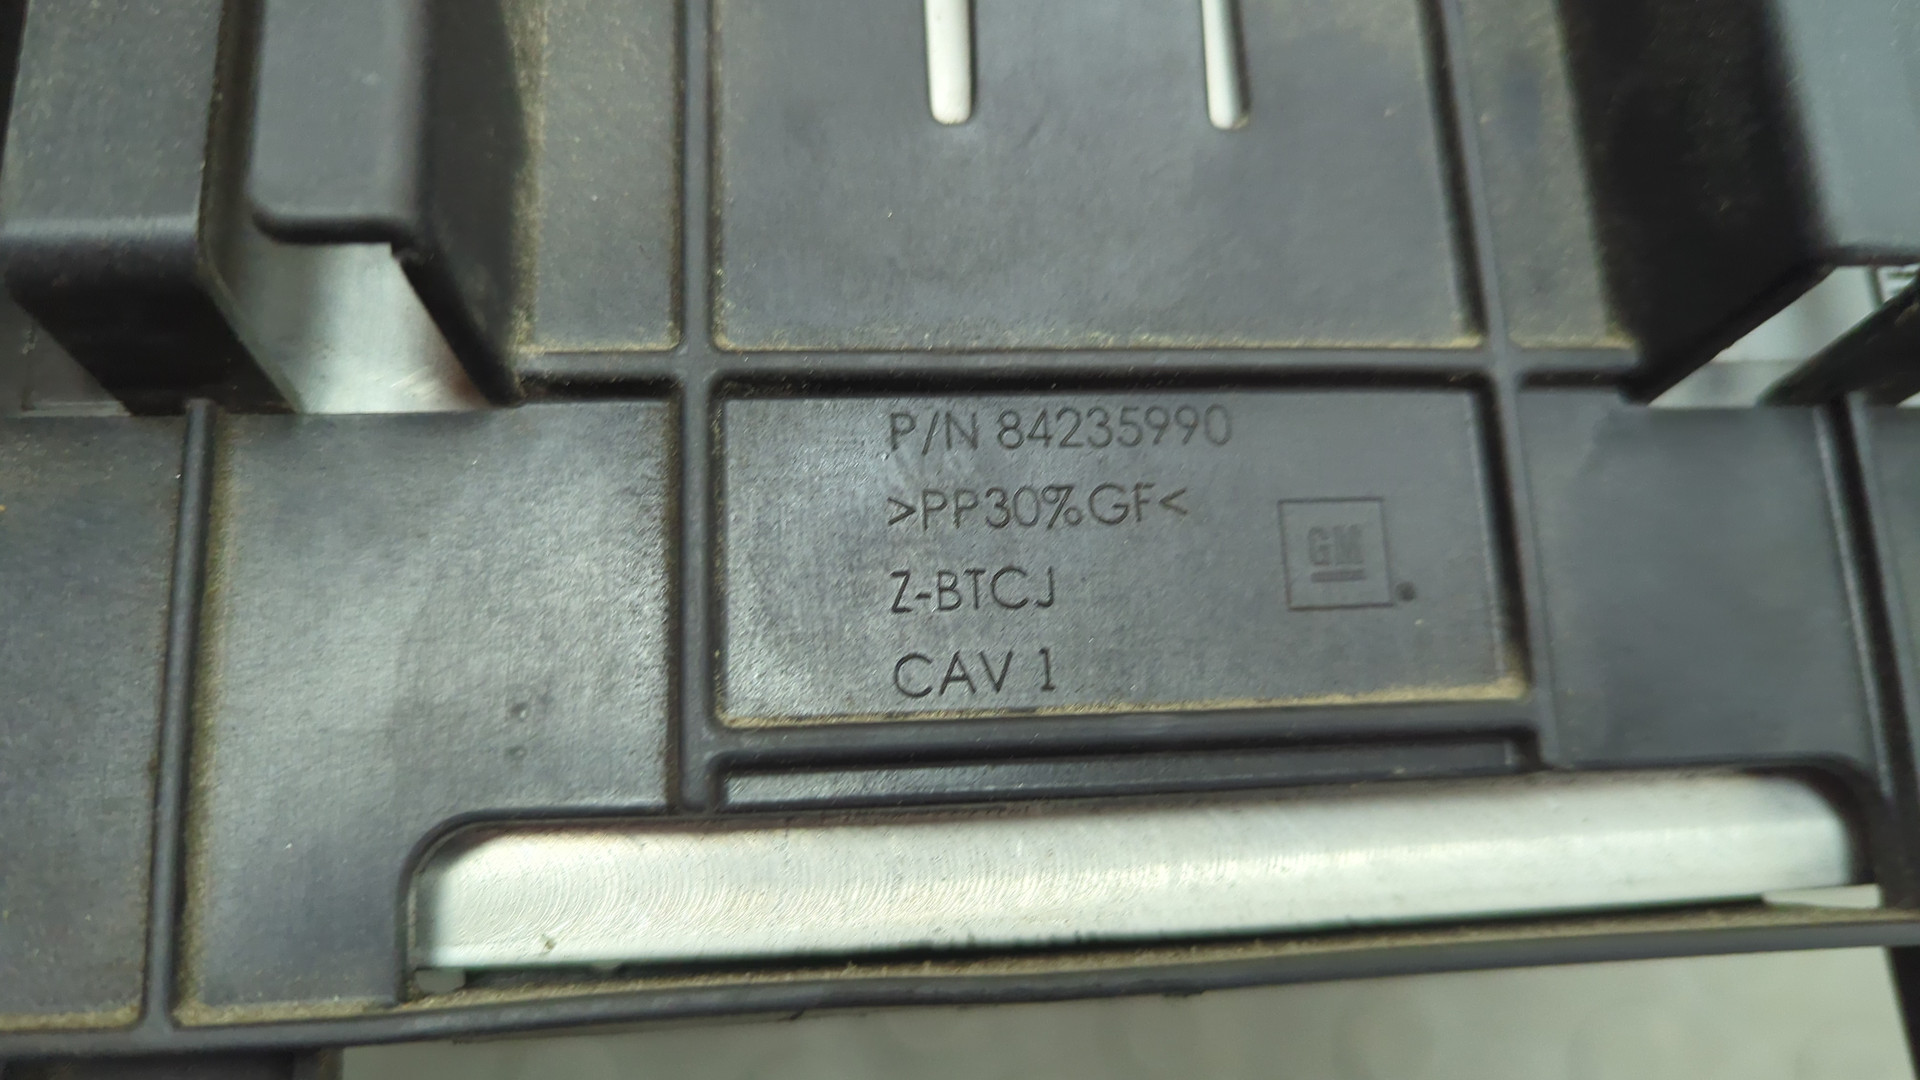 P/N 84235990
>PP30%GF<
GM
Z-BTCJ
CAV 1